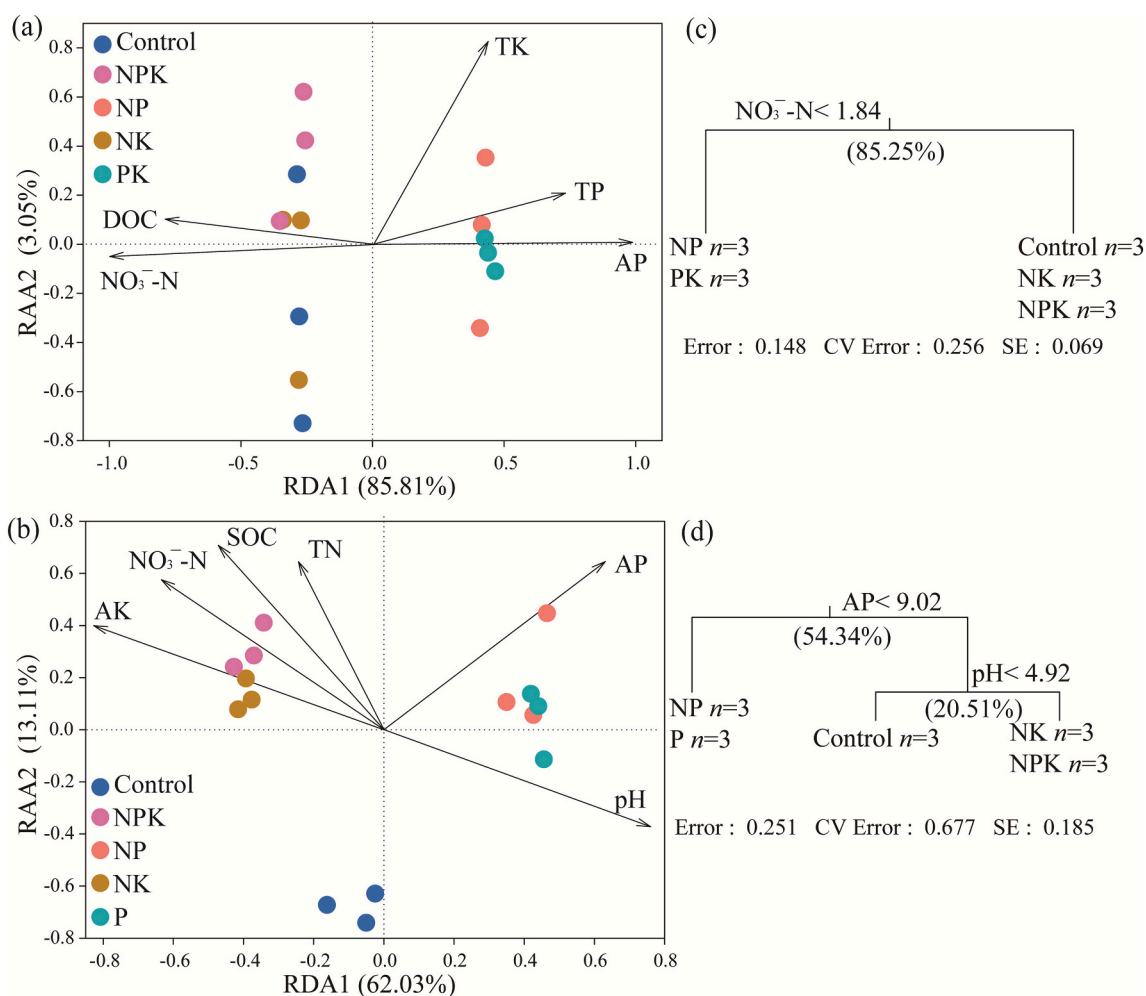 (a)
Control
NPK
NP
NK
PK
TK
TP
DOC
NO₃⁻-N
AP
0.8
0.6
0.4
0.2
0.0
-0.2
-0.4
-0.6
-0.8
RAA2 (3.05%)
-1.0 -0.5 0.0 0.5 1.0
RDA1 (85.81%)
(c)
NO₃⁻-N< 1.84
(85.25%)
NP n=3
PK n=3
Control n=3
NK n=3
NPK n=3
Error : 0.148 CV Error : 0.256 SE : 0.069
(b)
SOC
NO₃⁻-N
TN
AP
AK
pH
0.8
0.6
0.4
0.2
0.0
-0.2
-0.4
-0.6
-0.8
RAA2 (13.11%)
Control
NPK
NP
NK
P
-0.8 -0.6 -0.4 -0.2 0.0 0.2 0.4 0.6 0.8
RDA1 (62.03%)
(d)
AP< 9.02
(54.34%)
pH< 4.92
(20.51%)
NP n=3
P n=3
Control n=3
NK n=3
NPK n=3
Error : 0.251 CV Error : 0.677 SE : 0.185